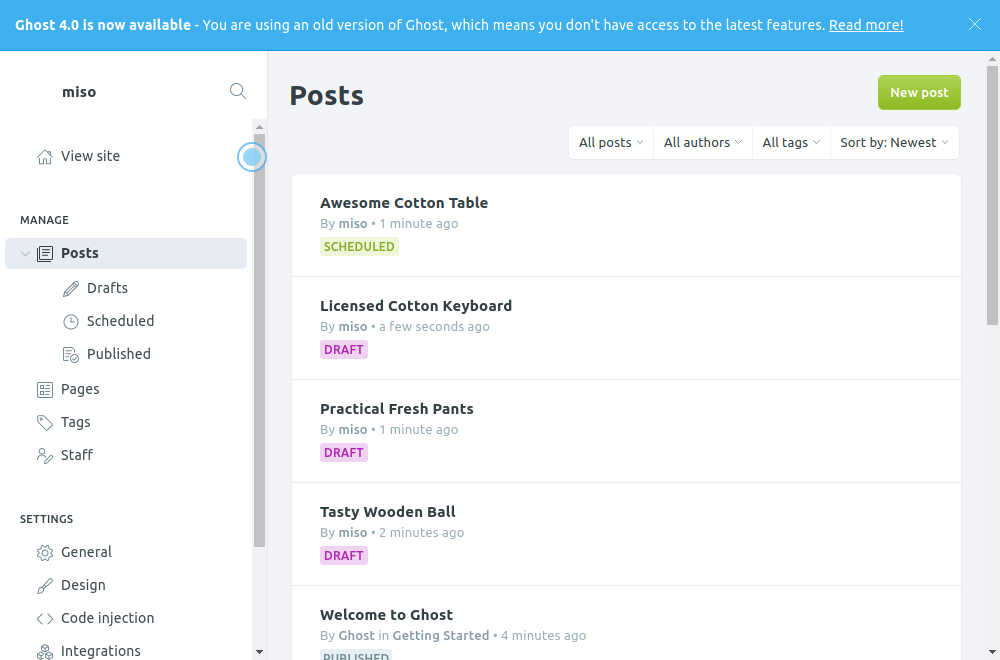 Ghost 4.0 is now available - You are using an old version of Ghost, which means you don't have access to the latest features. Read more!
miso
View site
MANAGE
Posts
Drafts
Scheduled
Published
Pages
Tags
Staff
SETTINGS
General
Design
Code injection
Integrations
Posts
New post
All posts
All authors
All tags
Sort by: Newest
Awesome Cotton Table
By miso • 1 minute ago
SCHEDULED
Licensed Cotton Keyboard
By miso • a few seconds ago
DRAFT
Practical Fresh Pants
By miso • 1 minute ago
DRAFT
Tasty Wooden Ball
By miso • 2 minutes ago
DRAFT
Welcome to Ghost
By Ghost in Getting Started • 4 minutes ago
PUBLISHED